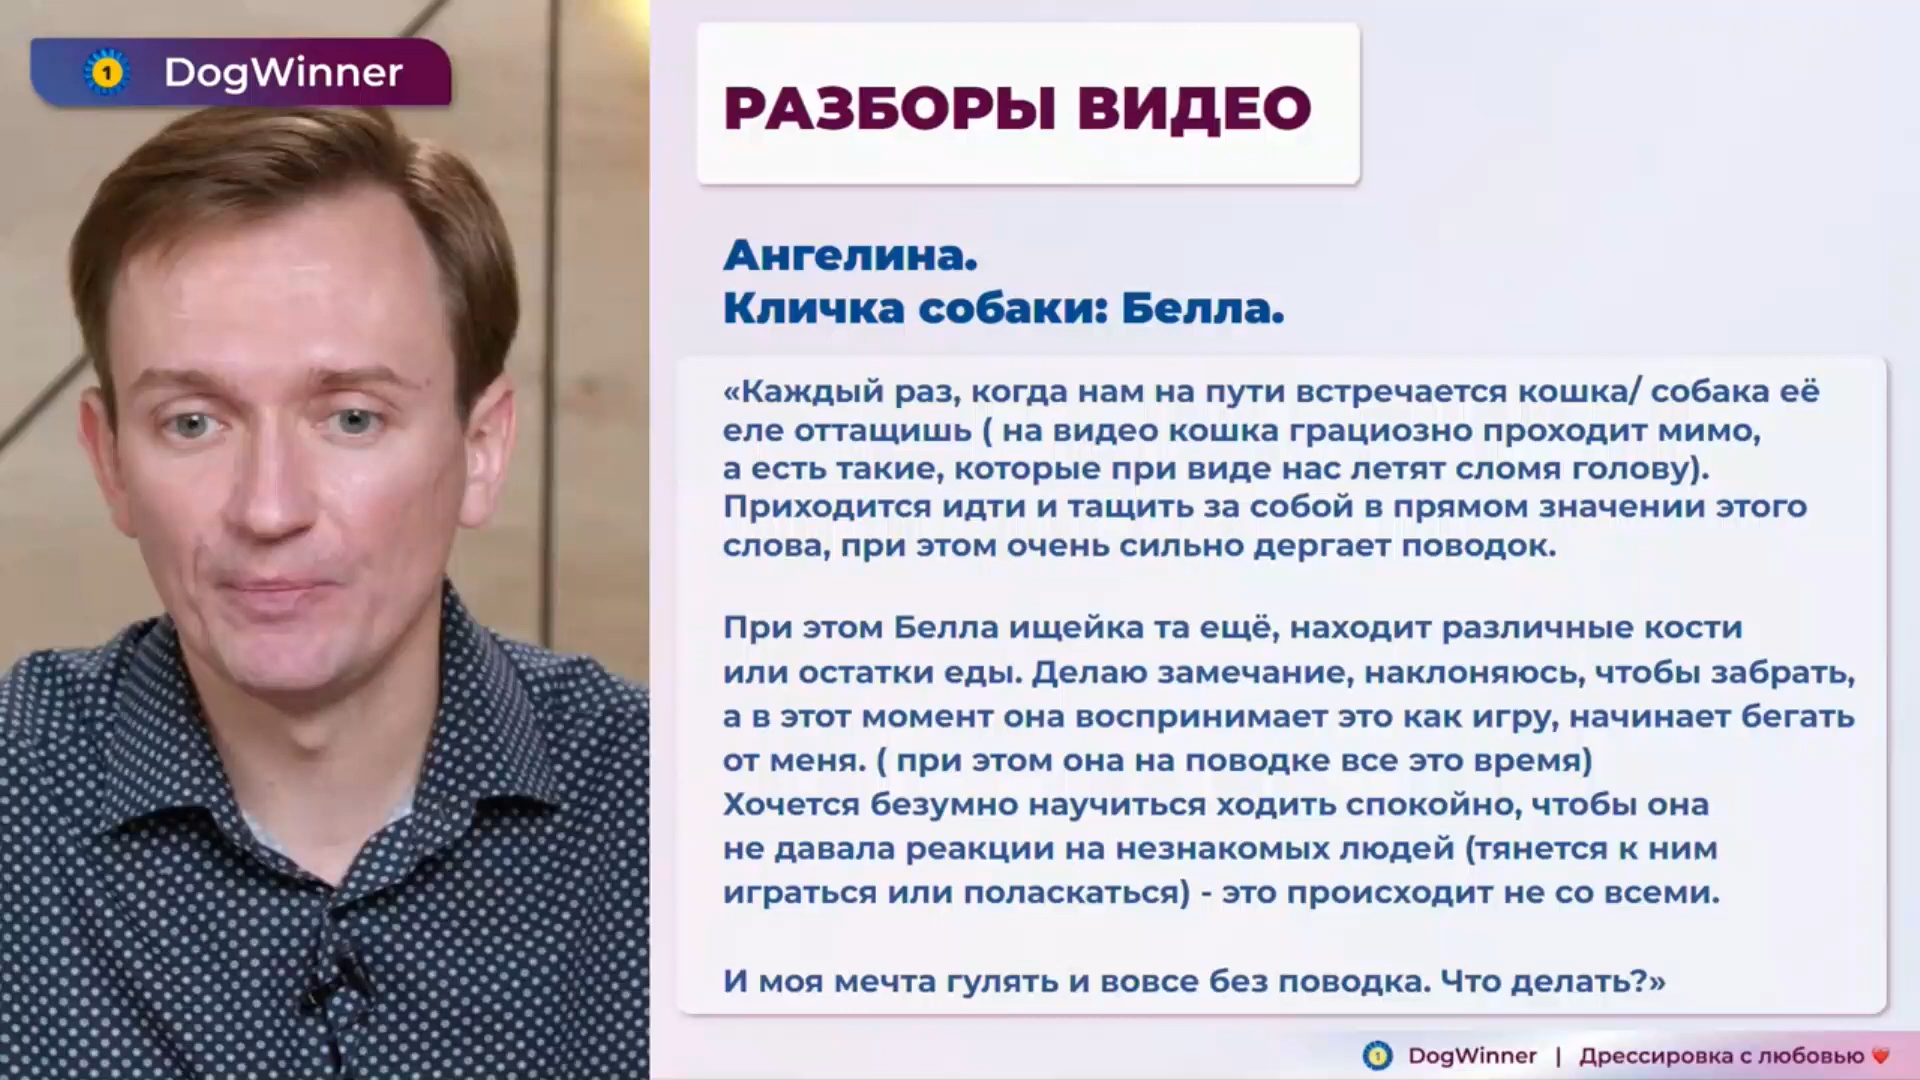 1 DogWinner
РАЗБОРЫ ВИДЕО
Ангелина.
Кличка собаки: Белла.
«Каждый раз, когда нам на пути встречается кошка/ собака её
еле оттащишь ( на видео кошка грациозно проходит мимо,
а есть такие, которые при виде нас летят сломя голову).
Приходится идти и тащить за собой в прямом значении этого
слова, при этом очень сильно дергает поводок.
При этом Белла ищейка та ещё, находит различные кости
или остатки еды. Делаю замечание, наклоняюсь, чтобы забрать,
а в этот момент она воспринимает это как игру, начинает бегать
от меня. ( при этом она на поводке все это время)
Хочется безумно научиться ходить спокойно, чтобы она
не давала реакции на незнакомых людей (тянется к ним
играться или поласкаться) - это происходит не со всеми.
И моя мечта гулять и вовсе без поводка. Что делать?»
1 DogWinner | Дрессировка с любовью ❤️